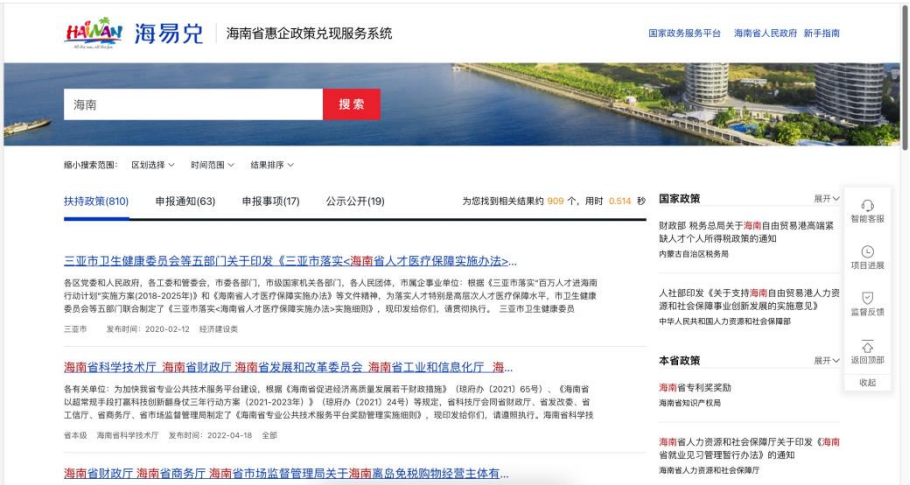 HAINAN 海易兑 海南省惠企政策兑现服务系统
国家政务服务平台 海南省人民政府 新手指南
海南
搜索
缩小搜索范围: 区划选择 时间范围 结果排序
扶持政策(810) 申报通知(63) 申报事项(17) 公示公开(19)
为您找到相关结果约 909 个，用时 0.514 秒
三亚市卫生健康委员会等五部门关于印发《三亚市落实<海南省人才医疗保障实施办法>...
各区党委和人民政府，各工委和管委会，市委各部门，市级国家机关各部门，各人民团体，市属企事业单位：根据《三亚市落实"百万人才进海南
行动计划"实施方案(2018-2025年)》和《海南省人才医疗保障实施办法》等文件精神，为落实人才特别是高层次人才医疗保障水平，市卫生健康
委员会等五部门联合制定了《三亚市落实<海南省人才医疗保障实施办法>实施细则》，现印发给你们，请贯彻执行。 三亚市卫生健康委员
三亚市 发布时间：2020-02-12 经济建设类
海南省科学技术厅 海南省财政厅 海南省发展和改革委员会 海南省工业和信息化厅 海...
各有关单位：为加快我省专业公共技术服务平台建设，根据《海南省促进经济高质量发展若干财政措施》（琼府办〔2021〕65号）、《海南省
以超常规手段打赢科技创新翻身仗三年行动方案（2021-2023年）》（琼府办〔2021〕24号）等规定，省科技厅会同省财政厅、省发改委、省
工信厅、省商务厅、省市场监督管理局制定了《海南省专业公共技术服务平台奖励管理实施细则》，现印发给你们，请遵照执行。海南省科学技
省本级 海南省科学技术厅 发布时间：2022-04-18 全部
海南省财政厅 海南省商务厅 海南省市场监督管理局关于海南离岛免税购物经营主体有...
国家政策 展开
财政部 税务总局关于海南自由贸易港高端紧
缺人才个人所得税政策的通知
内蒙古自治区税务局
人社部印发《关于支持海南自由贸易港人力资
源和社会保障事业创新发展的实施意见》
中华人民共和国人力资源和社会保障部
本省政策 展开
海南省专利奖奖励
海南省知识产权局
海南省人力资源和社会保障厅关于印发《海南
省就业见习管理暂行办法》的通知
海南省人力资源和社会保障厅
智能客服
项目进展
监督反馈
返回顶部
收起